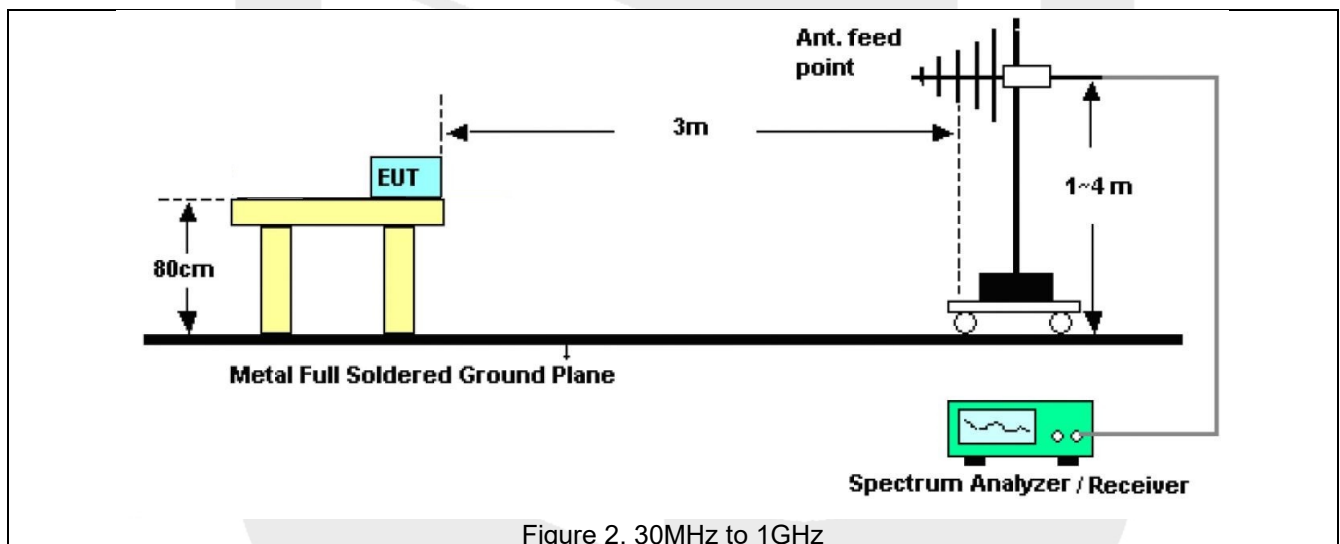 Ant. feed
point
3m
EUT
1~4 m
80cm
Metal Full Soldered Ground Plane
Spectrum Analyzer / Receiver
Figure 2. 30MHz to 1GHz